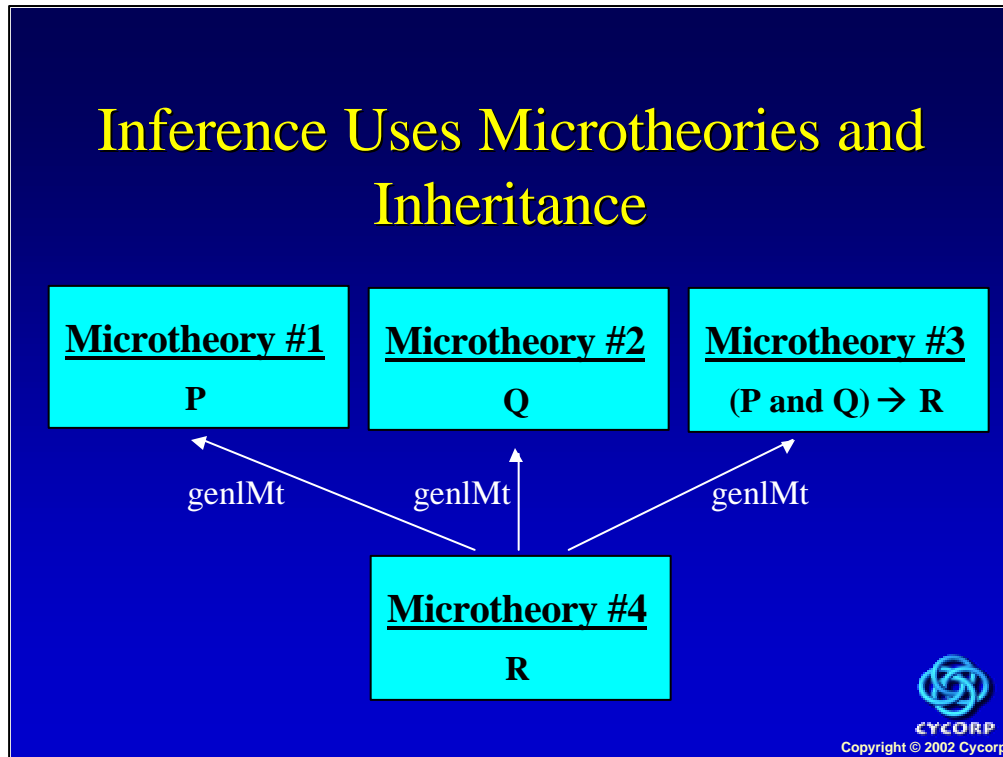 Inference Uses Microtheories and
Inheritance
Microtheory #1
P
Microtheory #2
Q
Microtheory #3
(P and Q) → R
genlMt
genlMt
genlMt
Microtheory #4
R
CYCORP
Copyright © 2002 Cycorp